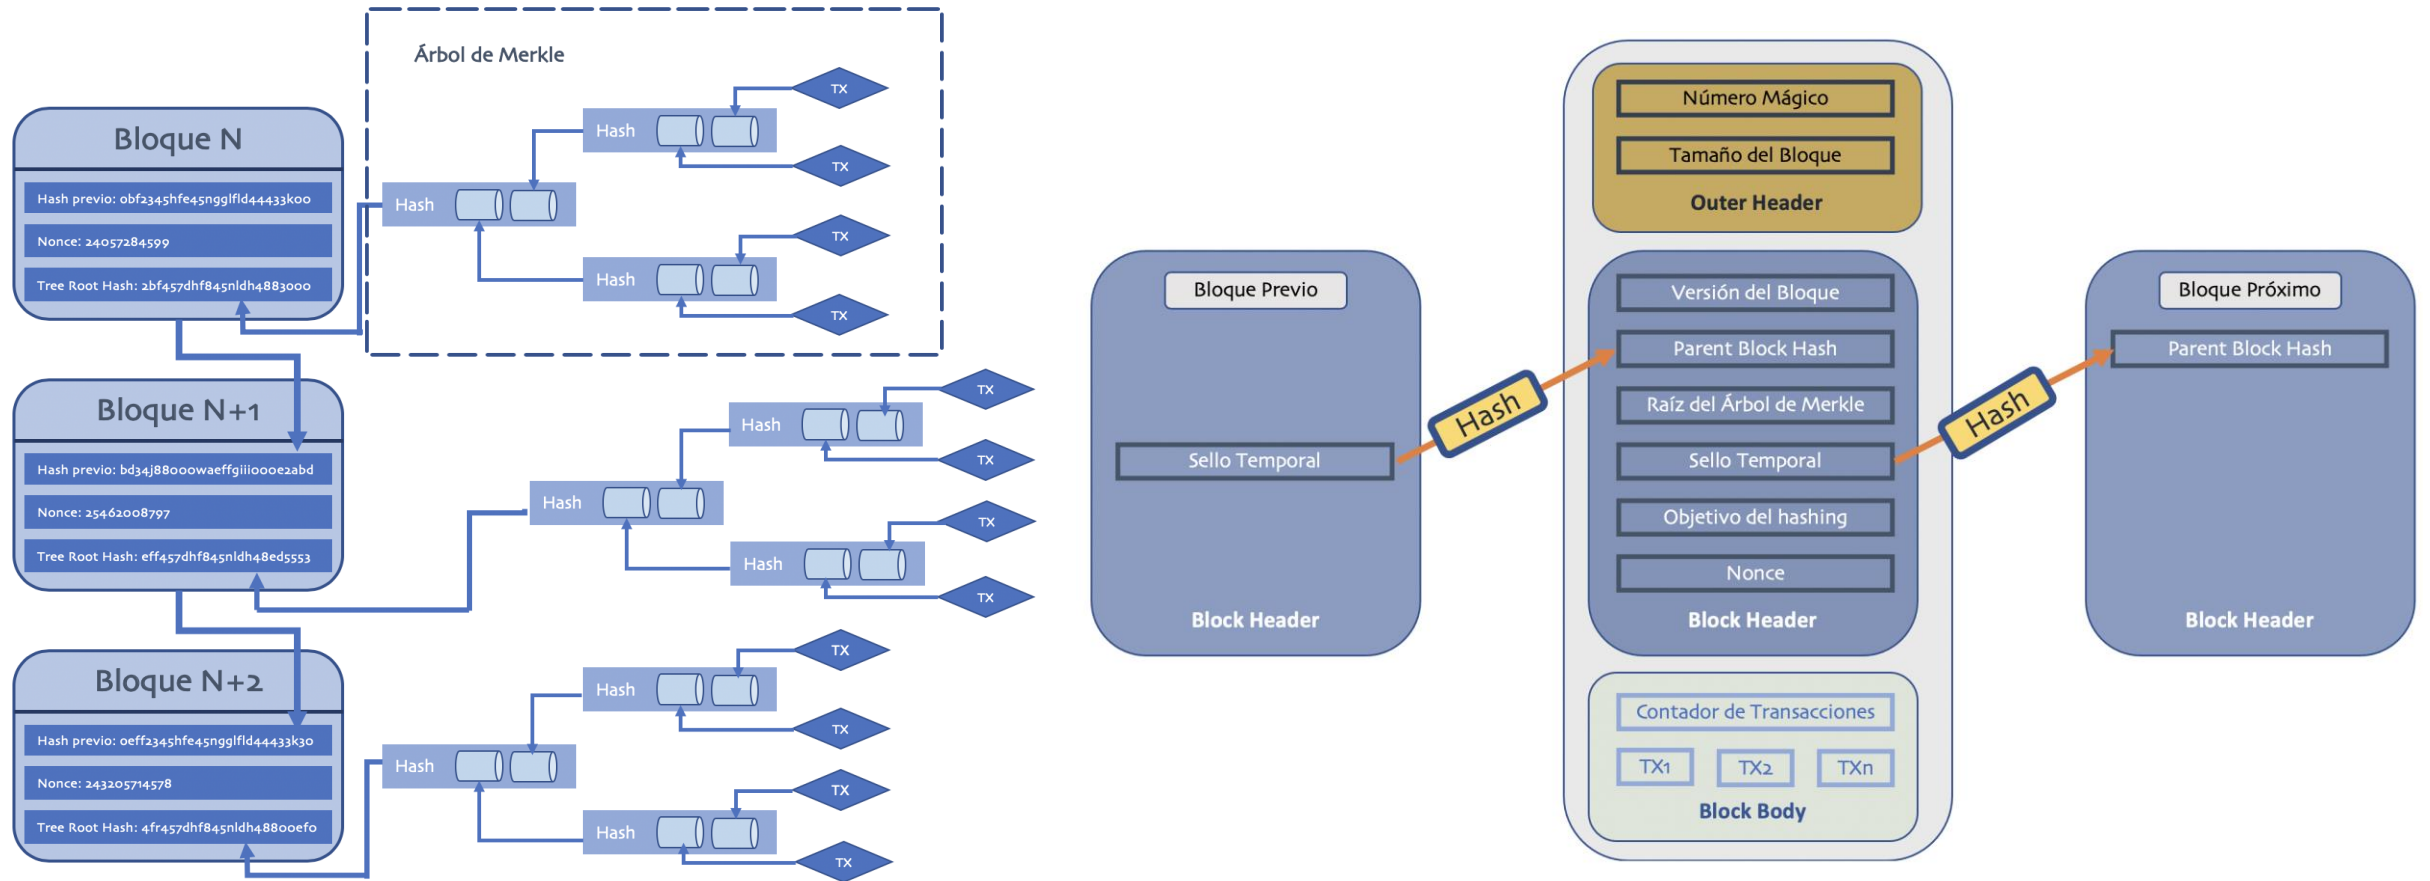 Árbol de Merkle
Bloque N
Hash previo: 0bf2345hfe45ngglfld44433k00
Nonce: 24057284599
Tree Root Hash: 2bf457dhf845nldh4883000
Hash
Hash
TX
TX
Hash
TX
TX
Bloque N+1
Hash previo: bd34j88000waeffgiii000e2abd
Nonce: 25462008797
Tree Root Hash: eff457dhf845nldh48ed5553
Hash
Hash
TX
TX
Hash
TX
TX
Bloque N+2
Hash previo: 0eff2345hfe45ngglfld44433k30
Nonce: 243205714578
Tree Root Hash: 4fr457dhf845nldh48800ef0
Hash
Hash
TX
TX
Hash
TX
TX
Bloque Previo
Sello Temporal
Block Header
Hash
Número Mágico
Tamaño del Bloque
Outer Header
Versión del Bloque
Parent Block Hash
Raíz del Árbol de Merkle
Sello Temporal
Objetivo del hashing
Nonce
Block Header
Contador de Transacciones
TX1 TX2 TXn
Block Body
Hash
Bloque Próximo
Parent Block Hash
Block Header